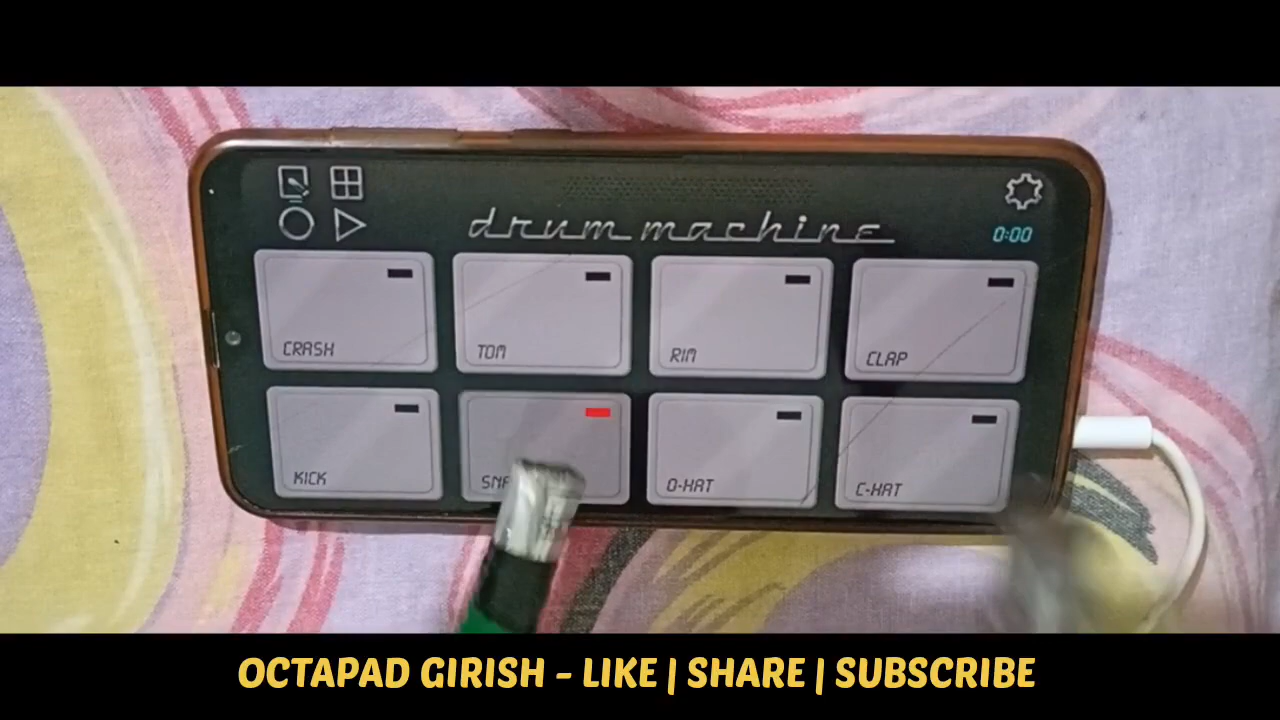 drum machine
0:00
CRASH TOM RIM CLAP
KICK O-HAT C-HAT
OCTAPAD GIRISH - LIKE | SHARE | SUBSCRIBE